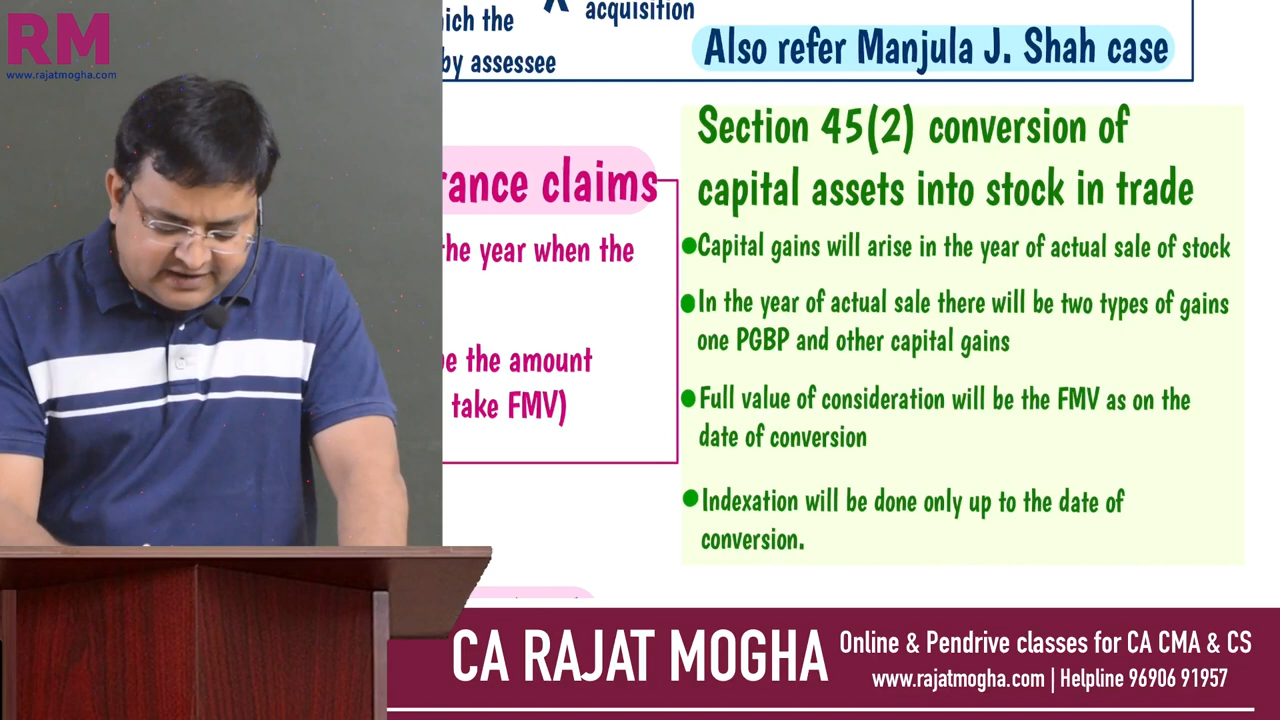 RM
www.rajatmogha.com
which the
by assessee
acquisition
Also refer Manjula J. Shah case
rance claims
the year when the
be the amount
take FMV)
Section 45(2) conversion of
capital assets into stock in trade
Capital gains will arise in the year of actual sale of stock
In the year of actual sale there will be two types of gains
one PGBP and other capital gains
Full value of consideration will be the FMV as on the
date of conversion
Indexation will be done only up to the date of
conversion.
CA RAJAT MOGHA
Online & Pendrive classes for CA CMA & CS
www.rajatmogha.com | Helpline 96906 91957